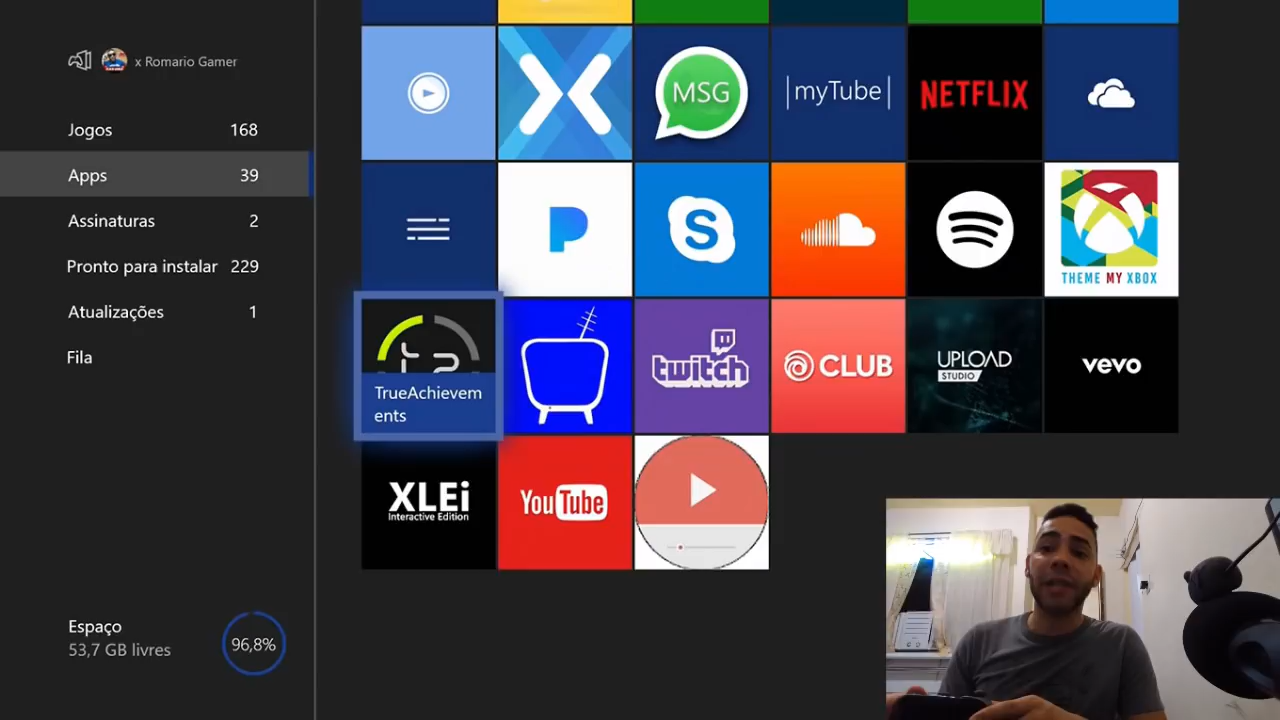 x Romario Gamer
Jogos 168
Apps 39
Assinaturas 2
Pronto para instalar 229
Atualizações 1
Fila
Espaço
53,7 GB livres
96,8%
MSG
|myTube|
NETFLIX
THEME MY XBOX
TrueAchievem
ents
twitch
CLUB
UPLOAD
STUDIO
vevo
XLEi
Interactive Edition
YouTube